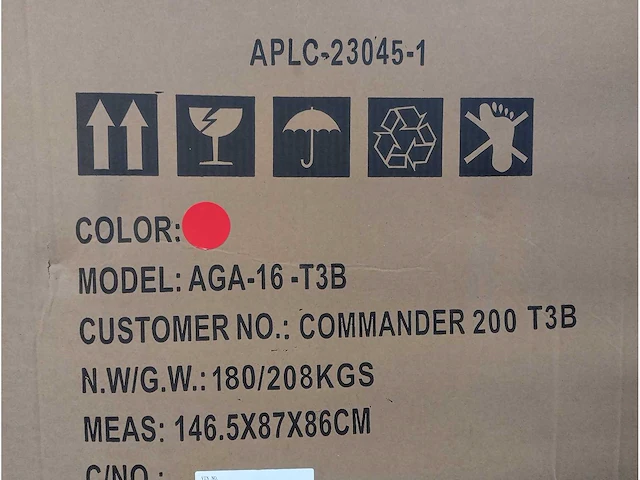 APLC-23045-1
COLOR:
MODEL: AGA-16 -T3B
CUSTOMER NO.: COMMANDER 200 T3B
N.W/G.W.: 180/208KGS
MEAS: 146.5X87X86CM
C/NO.: